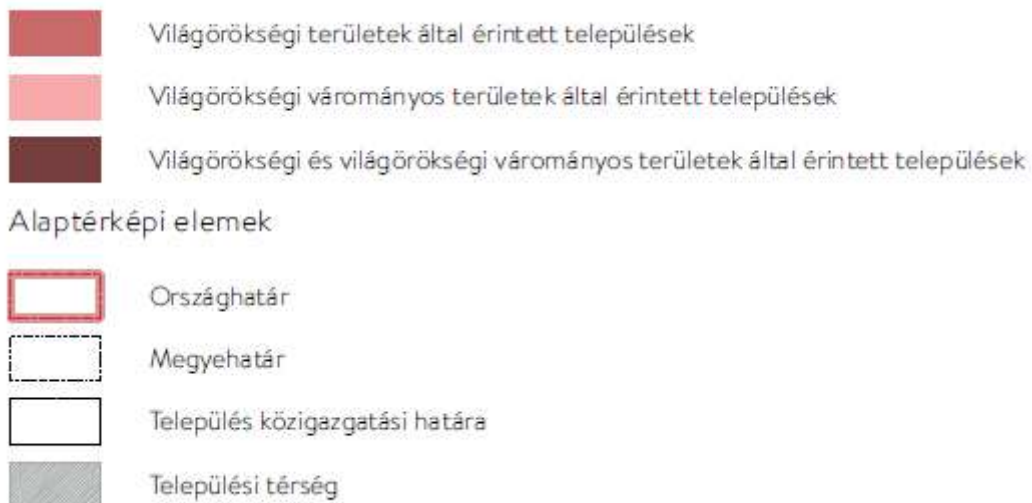 Világörökségi területek által érintett települések
Világörökségi várományos területek által érintett települések
Világörökségi és világörökségi várományos területek által érintett települések
Alaptérképi elemek
Országhatár
Megyehatár
Település közigazgatási határa
Települési térség